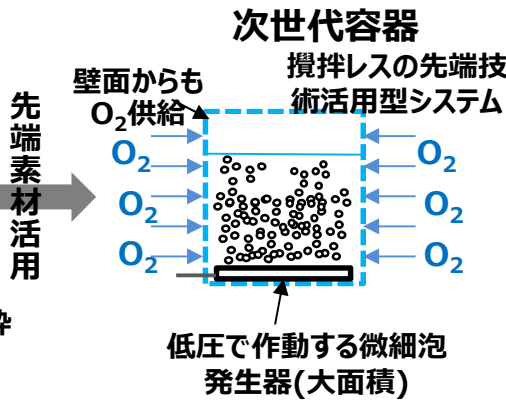 次世代容器
攪拌レスの先端技
術活用型システム
壁面からも
O₂供給
先端素材活用
O₂
O₂
O₂
O₂
O₂
O₂
低圧で作動する微細泡
発生器(大面積)